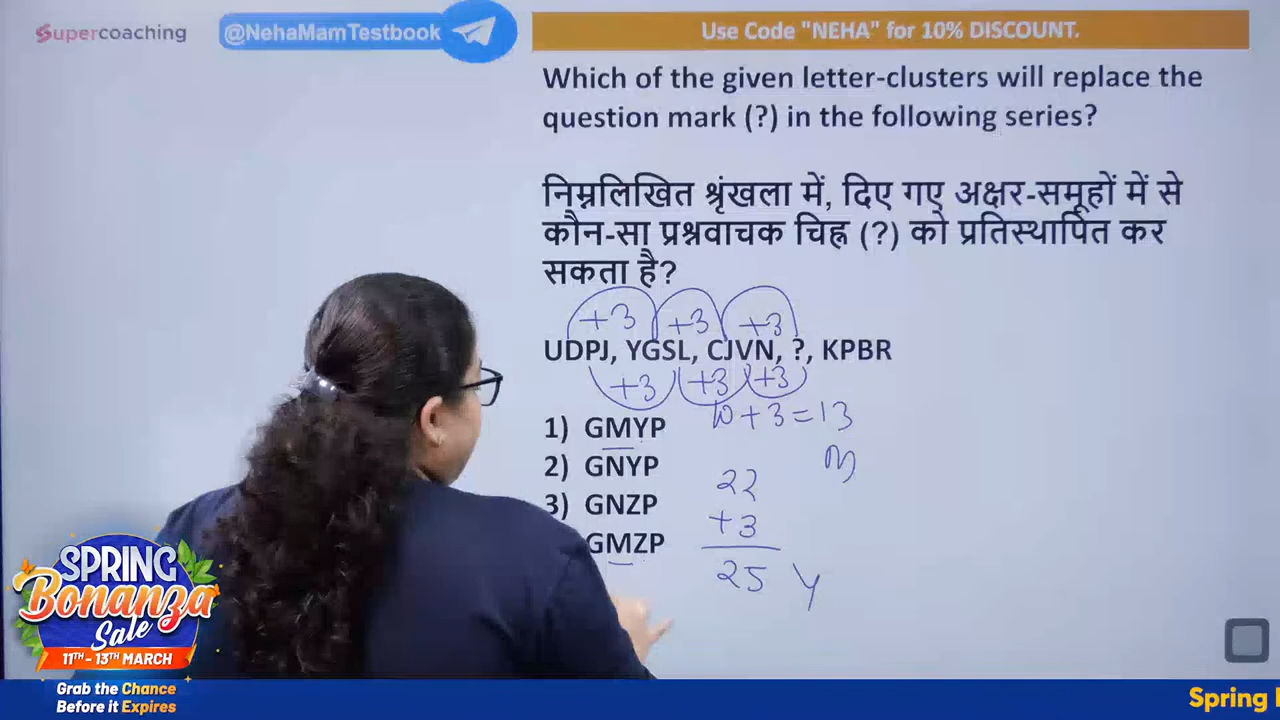 Supercoaching
@NehaMamTestbook
Use Code "NEHA" for 10% DISCOUNT.
Which of the given letter-clusters will replace the
question mark (?) in the following series?
निम्नलिखित श्रृंखला में, दिए गए अक्षर-समूहों में से
कौन-सा प्रश्नवाचक चिह्न (?) को प्रतिस्थापित कर
सकता है?
+3 +3 +3
UDPJ, YGSL, CJVN, ?, KPBR
+3 +3 +3
1) GMYP
10+3=13
M
2) GNYP
3) GNZP
GMZP
22
+3
25 Y
SPRING
Bonanza
Sale
11TH - 13TH MARCH
Grab the Chance
Before it Expires
Spring